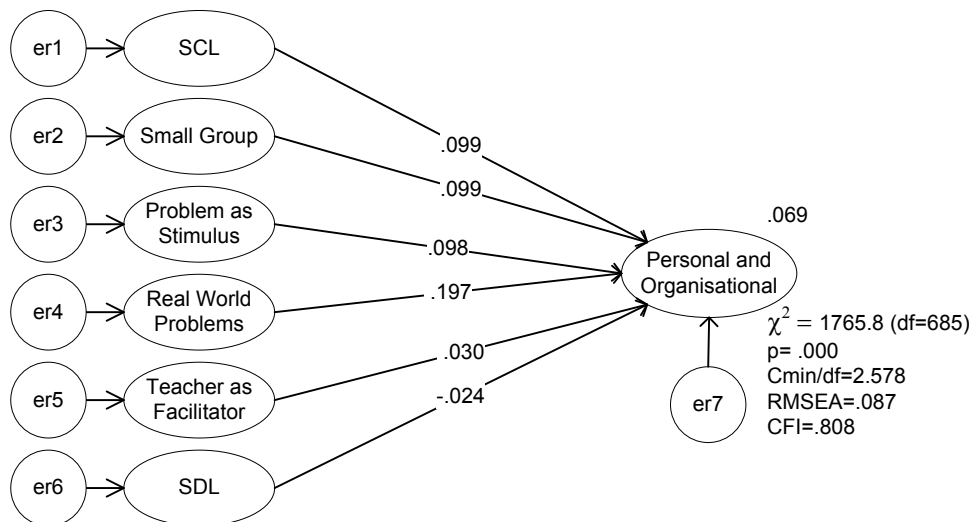 er1
SCL
er2
Small Group
.099
.099
er3
Problem as
Stimulus
.098
.069
Personal and
Organisational
er4
Real World
Problems
.197
χ² = 1765.8 (df=685)
p= .000
Cmin/df=2.578
RMSEA=.087
CFI=.808
er5
Teacher as
Facilitator
.030
-.024
er7
er6
SDL